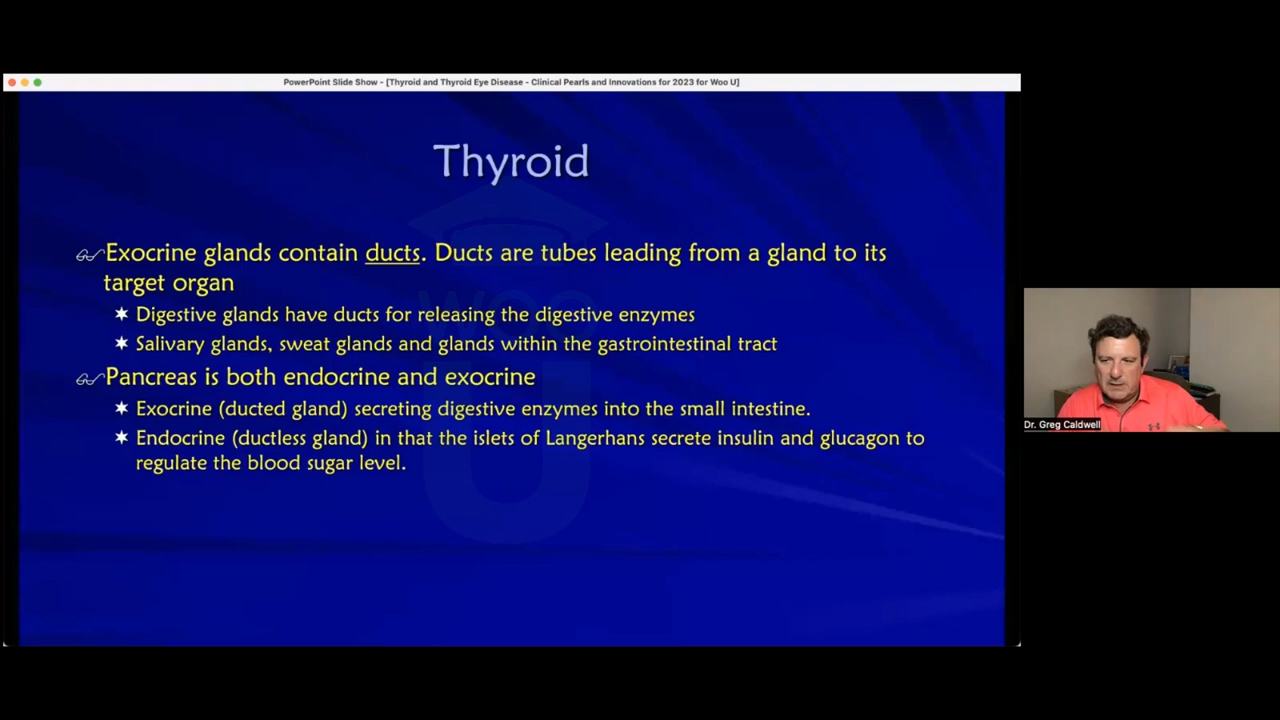 PowerPoint Slide Show - [Thyroid and Thyroid Eye Disease - Clinical Pearls and Innovations for 2023 for Woo U]
Thyroid
Exocrine glands contain ducts. Ducts are tubes leading from a gland to its
target organ
Digestive glands have ducts for releasing the digestive enzymes
Salivary glands, sweat glands and glands within the gastrointestinal tract
Pancreas is both endocrine and exocrine
Exocrine (ducted gland) secreting digestive enzymes into the small intestine.
Endocrine (ductless gland) in that the islets of Langerhans secrete insulin and glucagon to
regulate the blood sugar level.
WOO
U
Dr. Greg Caldwell